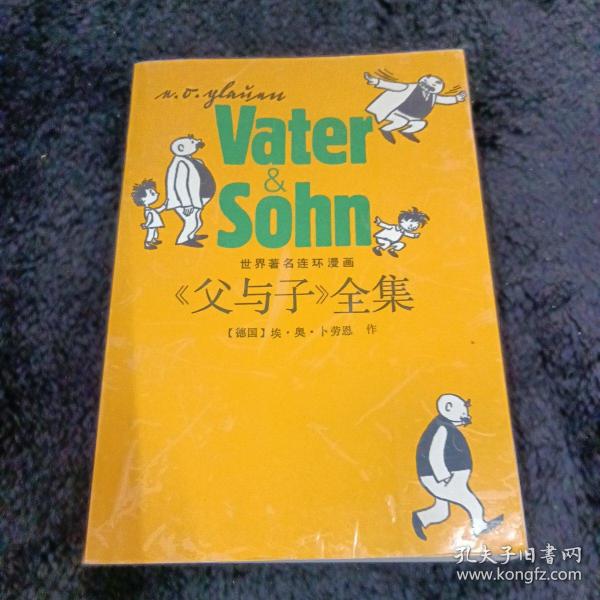 e.o.plauen
Vater
&
Sohn
世界著名连环漫画
《父与子》全集
【德国】埃·奥·卜劳恩 作
孔夫子旧书网
www.kongfz.com